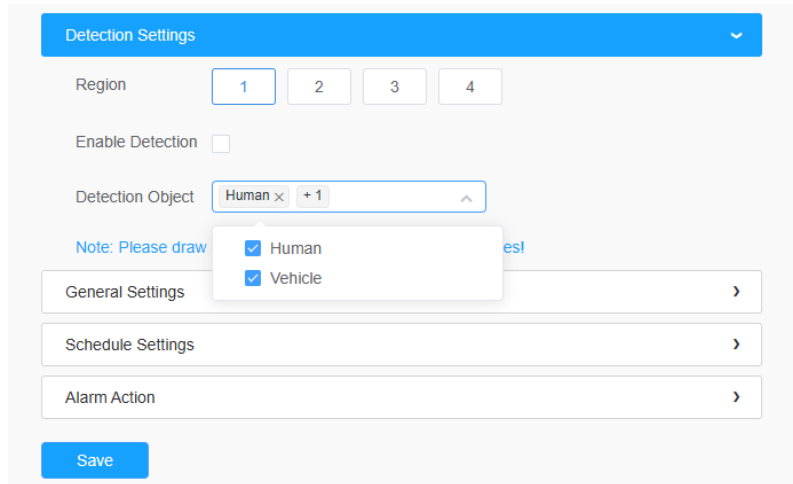 Detection Settings
Region 1 2 3 4
Enable Detection
Detection Object Human × + 1
Human
Vehicle
Note: Please draw es!
General Settings
Schedule Settings
Alarm Action
Save